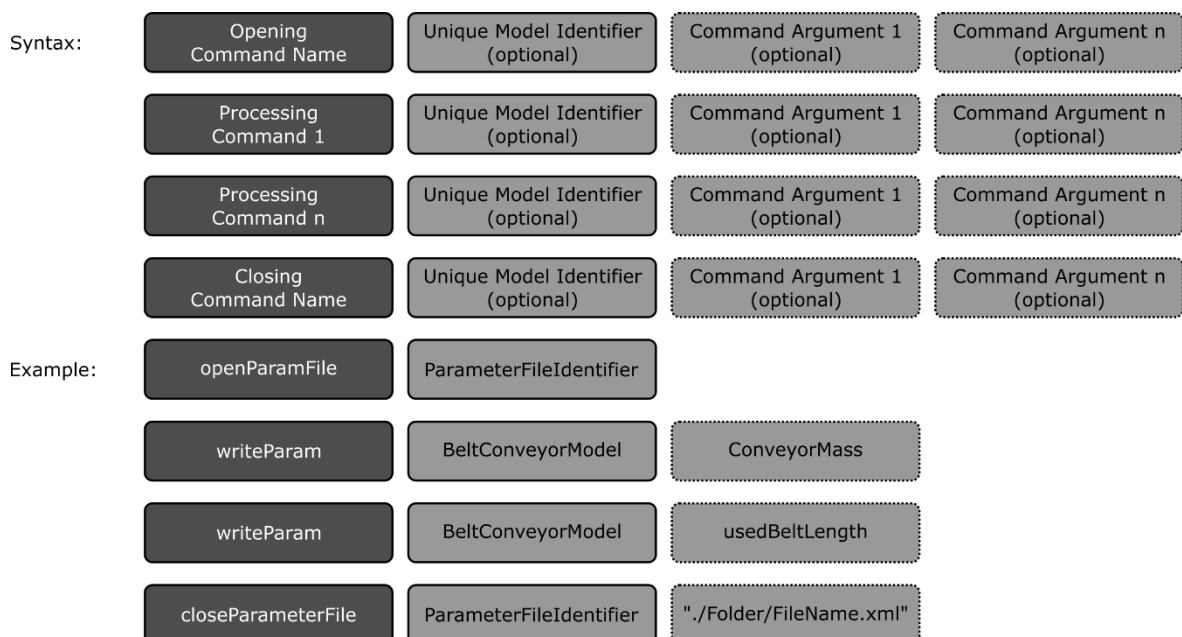 Syntax:
Opening
Command Name
Unique Model Identifier
(optional)
Command Argument 1
(optional)
Command Argument n
(optional)
Processing
Command 1
Unique Model Identifier
(optional)
Command Argument 1
(optional)
Command Argument n
(optional)
Processing
Command n
Unique Model Identifier
(optional)
Command Argument 1
(optional)
Command Argument n
(optional)
Closing
Command Name
Unique Model Identifier
(optional)
Command Argument 1
(optional)
Command Argument n
(optional)
Example:
openParamFile
ParameterFileIdentifier
writeParam
BeltConveyorModel
ConveyorMass
writeParam
BeltConveyorModel
usedBeltLength
closeParameterFile
ParameterFileIdentifier
"./Folder/FileName.xml"